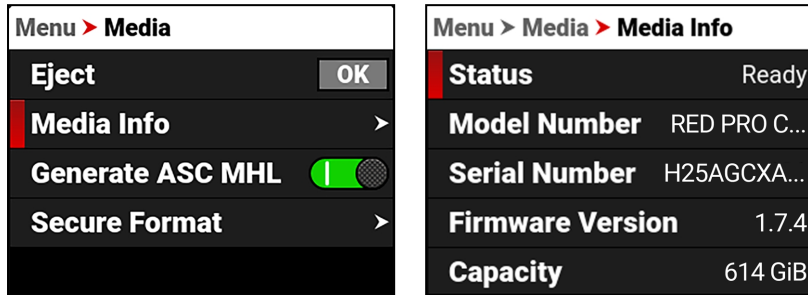 Menu > Media
Eject OK
Media Info >
Generate ASC MHL
Secure Format >
Menu > Media > Media Info
Status Ready
Model Number RED PRO C...
Serial Number H25AGCXA...
Firmware Version 1.7.4
Capacity 614 GiB